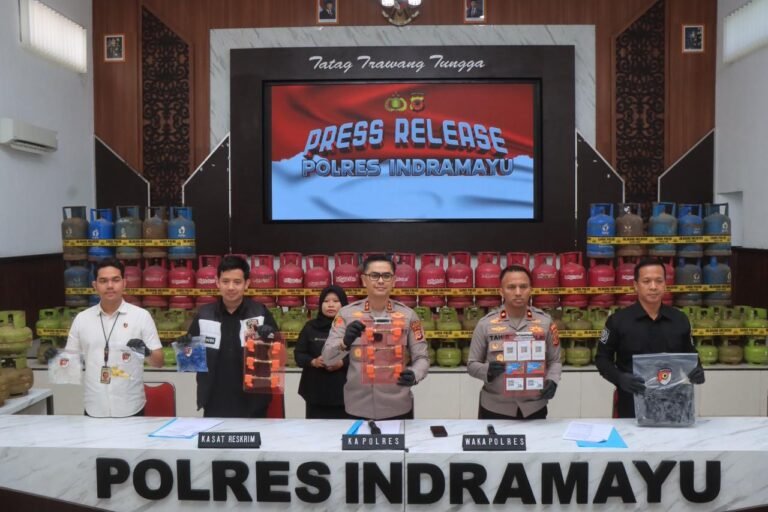 Tatag Trawang Tungga
PRESS RELEASE
POLRES INDRAMAYU
KASAT RESKRIM
KAPOLRES
WAKAPOLRES
POLRES INDRAMAYU